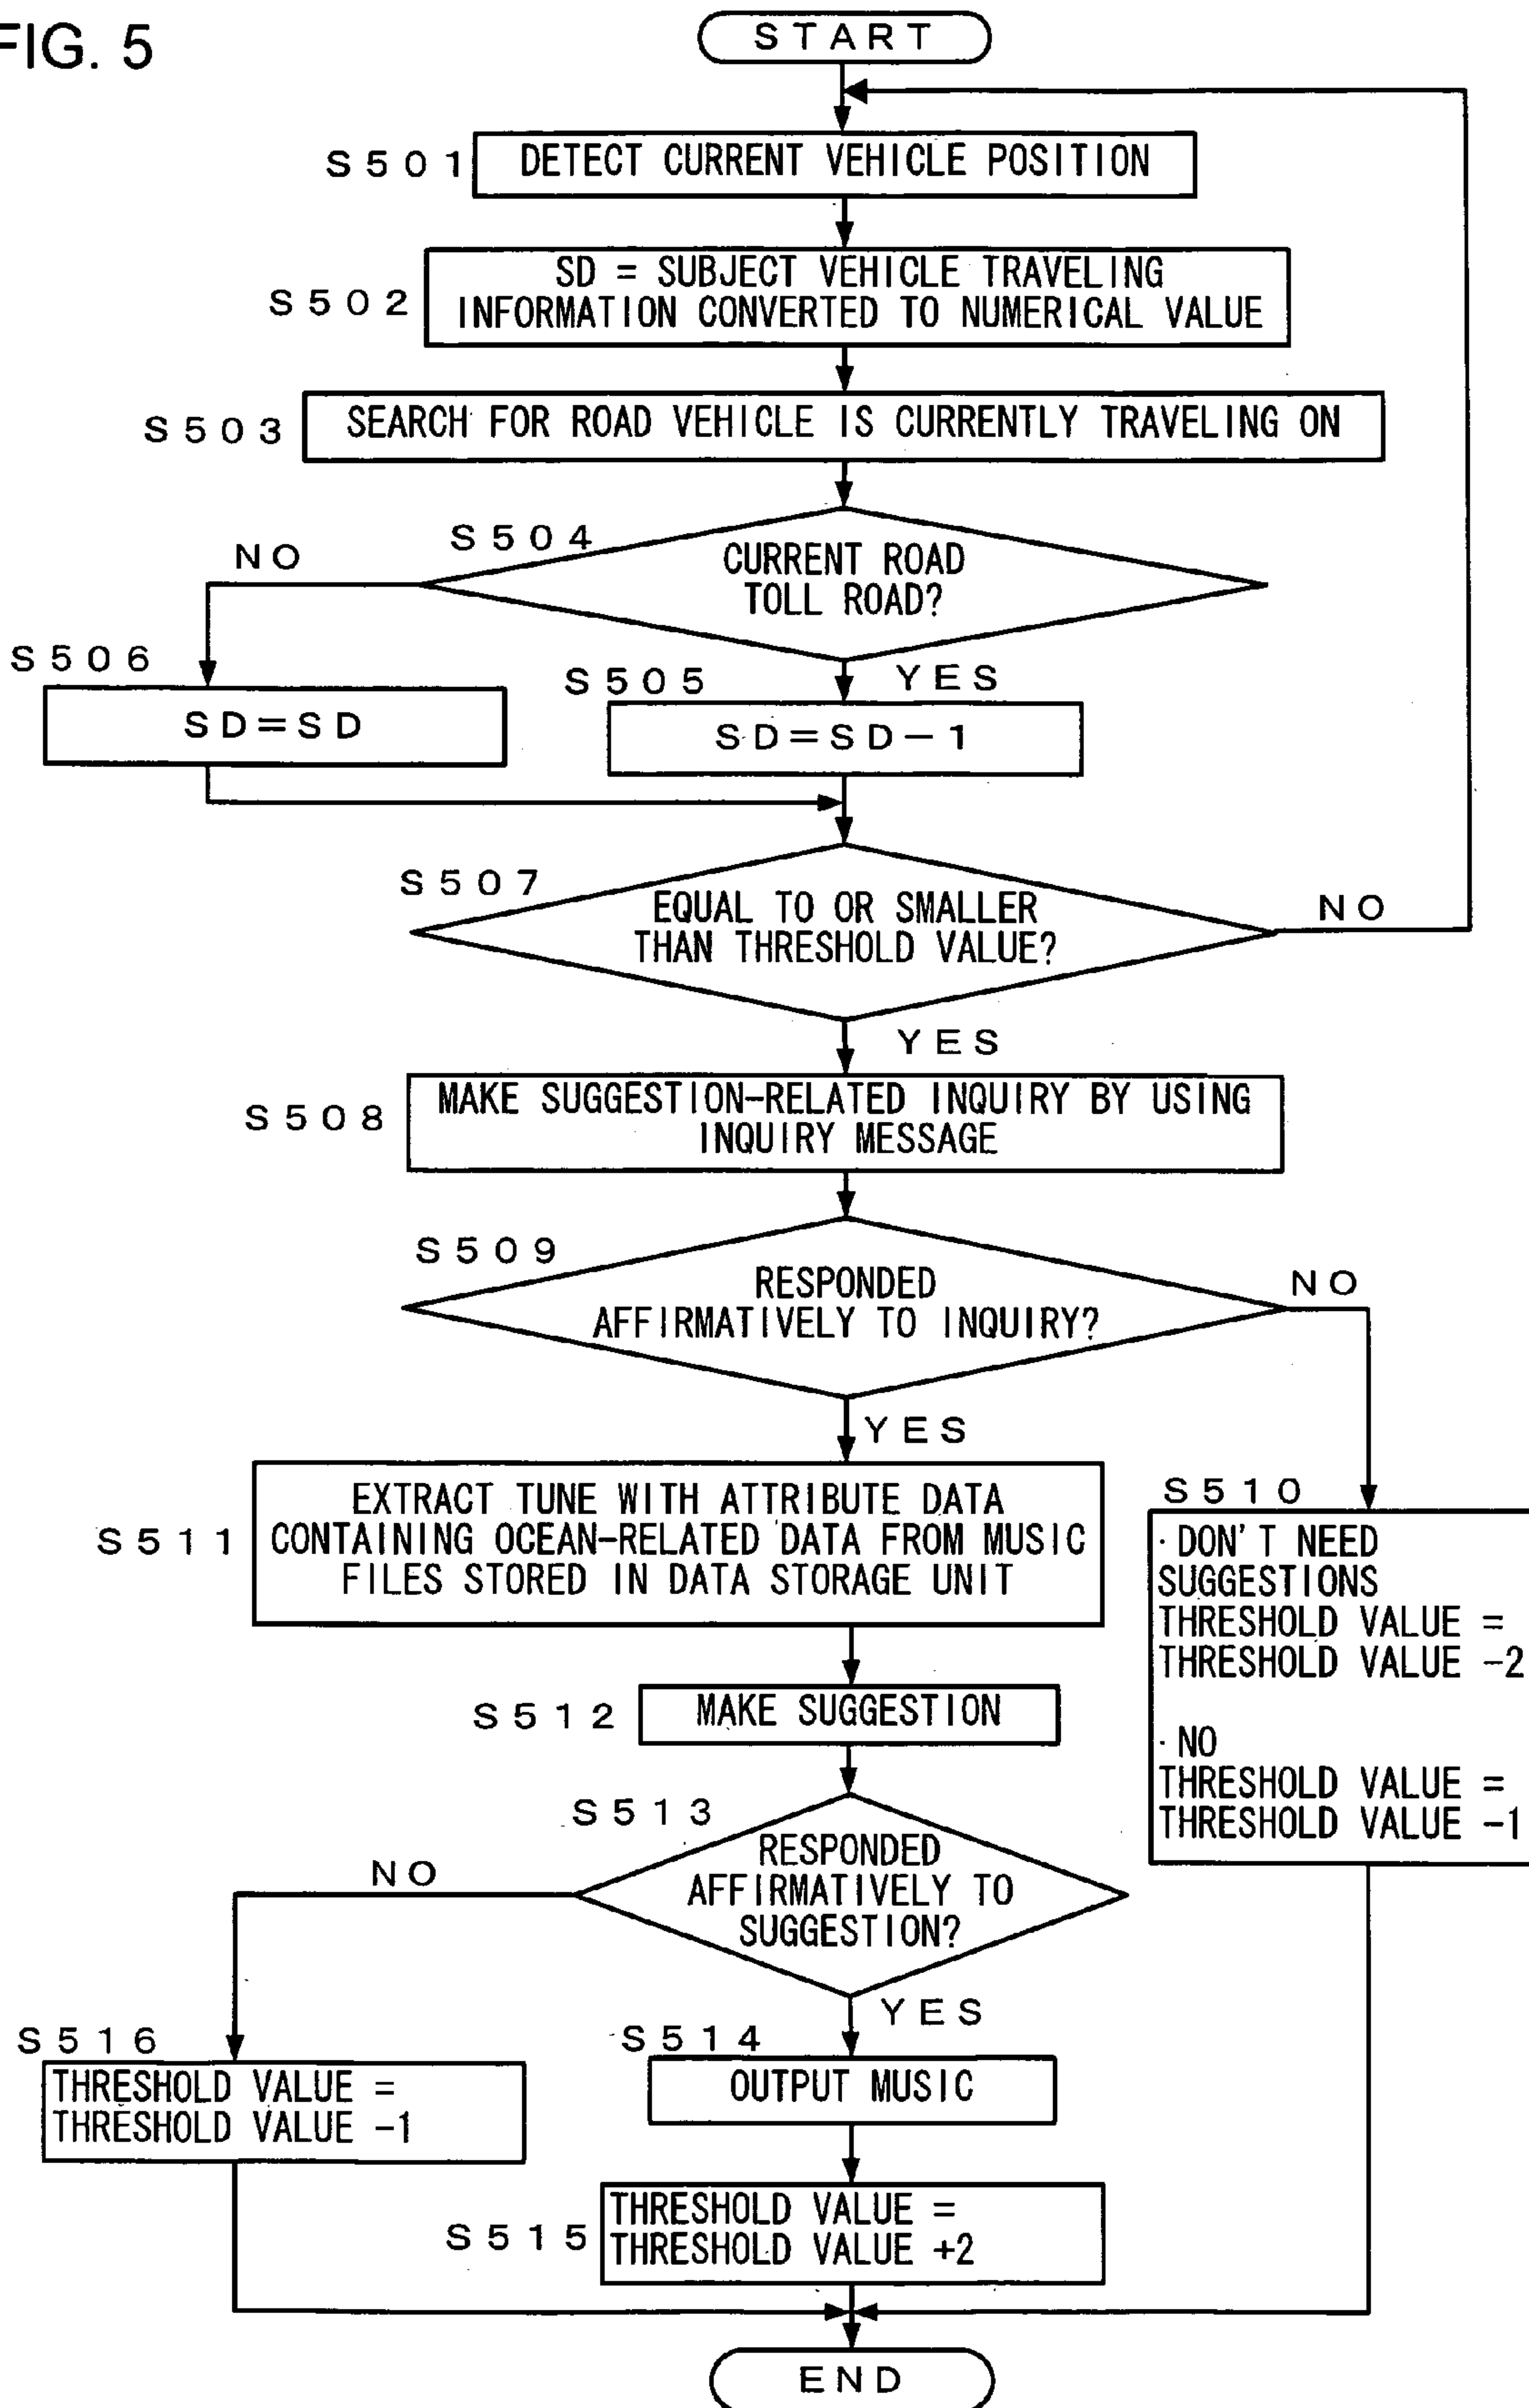 FIG. 5
START
S501
DETECT CURRENT VEHICLE POSITION
S502
SD = SUBJECT VEHICLE TRAVELING
INFORMATION CONVERTED TO NUMERICAL VALUE
S503
SEARCH FOR ROAD VEHICLE IS CURRENTLY TRAVELING ON
S504
CURRENT ROAD
TOLL ROAD?
NO
YES
S506
SD=SD
S505
SD=SD-1
S507
EQUAL TO OR SMALLER
THAN THRESHOLD VALUE?
NO
YES
S508
MAKE SUGGESTION-RELATED INQUIRY BY USING
INQUIRY MESSAGE
S509
RESPONDED
AFFIRMATIVELY TO INQUIRY?
NO
YES
S510
· DON'T NEED
SUGGESTIONS
THRESHOLD VALUE =
THRESHOLD VALUE -2
· NO
THRESHOLD VALUE =
THRESHOLD VALUE -1
S511
EXTRACT TUNE WITH ATTRIBUTE DATA
CONTAINING OCEAN-RELATED DATA FROM MUSIC
FILES STORED IN DATA STORAGE UNIT
S512
MAKE SUGGESTION
S513
RESPONDED
AFFIRMATIVELY TO
SUGGESTION?
NO
YES
S516
THRESHOLD VALUE =
THRESHOLD VALUE -1
S514
OUTPUT MUSIC
S515
THRESHOLD VALUE =
THRESHOLD VALUE +2
END